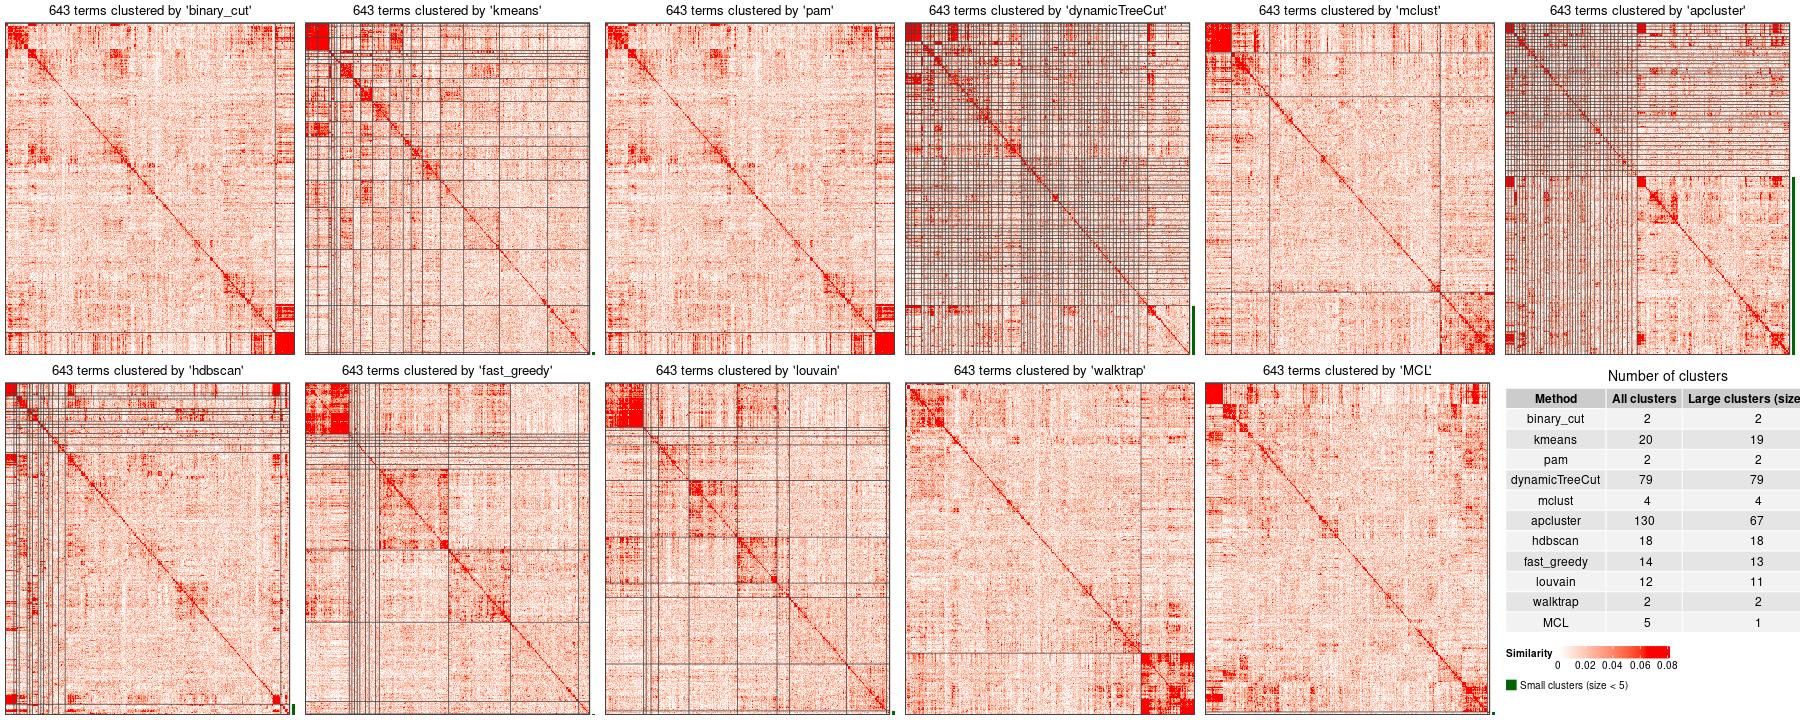 643 terms clustered by 'binary_cut'
643 terms clustered by 'kmeans'
643 terms clustered by 'pam'
643 terms clustered by 'dynamicTreeCut'
643 terms clustered by 'mclust'
643 terms clustered by 'apcluster'
643 terms clustered by 'hdbscan'
643 terms clustered by 'fast_greedy'
643 terms clustered by 'louvain'
643 terms clustered by 'walktrap'
643 terms clustered by 'MCL'
Number of clusters
Method All clusters Large clusters (size
binary_cut 2 2
kmeans 20 19
pam 2 2
dynamicTreeCut 79 79
mclust 4 4
apcluster 130 67
hdbscan 18 18
fast_greedy 14 13
louvain 12 11
walktrap 2 2
MCL 5 1
Similarity
0 0.02 0.04 0.06 0.08
Small clusters (size < 5)